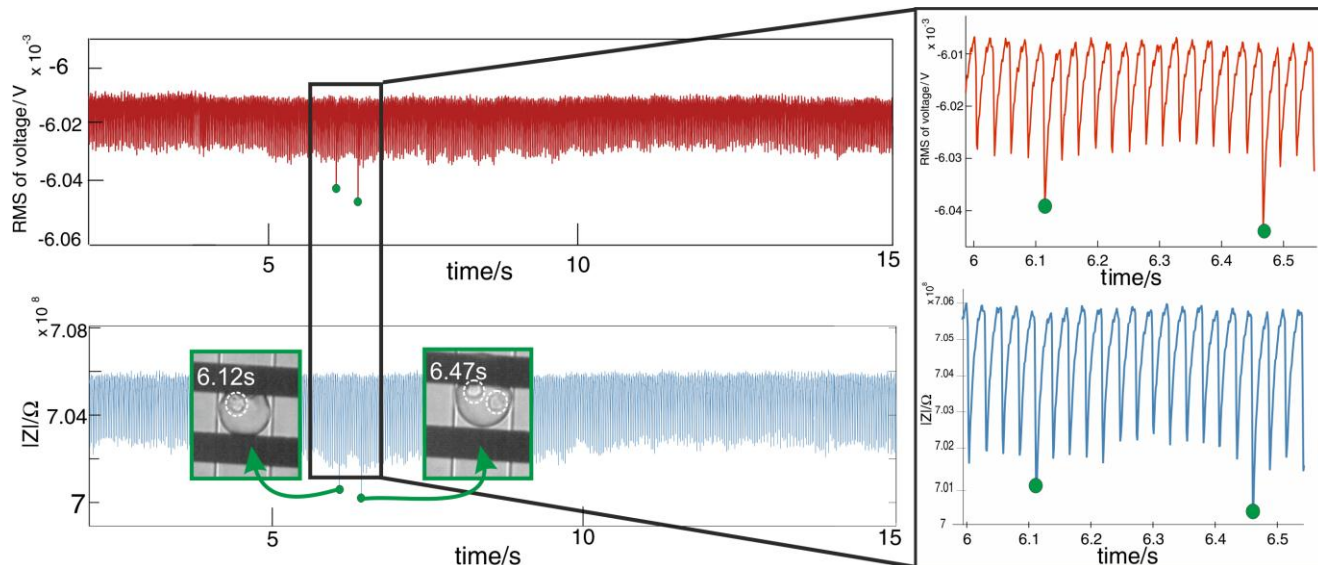 x 10⁻³
RMS of voltage/V
-6
-6.02
-6.04
-6.06
5
10
15
time/s
x 10⁸
|Z|/Ω
7.08
7.04
7
6.12s
6.47s
5
10
15
time/s
x 10⁻³
RMS of voltage/V
-6.01
-6.02
-6.03
-6.04
6
6.1
6.2
6.3
6.4
6.5
time/s
x 10⁸
|Z|/Ω
7.06
7.05
7.04
7.03
7.02
7.01
7
6
6.1
6.2
6.3
6.4
6.5
time/s